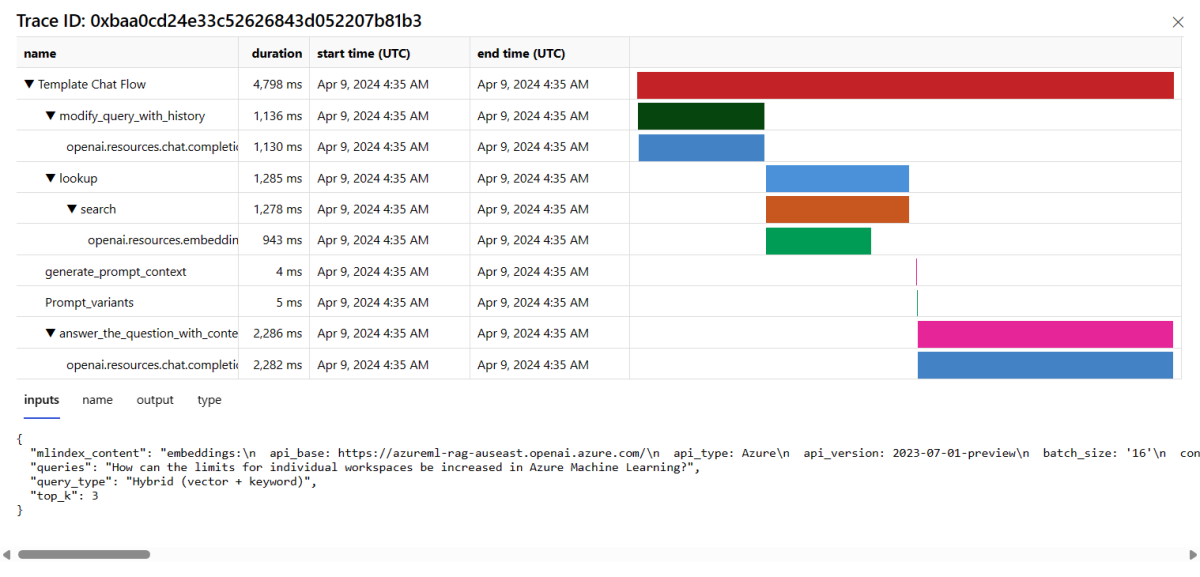 Trace ID: 0xbaa0cd24e33c52626843d052207b81b3
name duration start time (UTC) end time (UTC)
Template Chat Flow 4,798 ms Apr 9, 2024 4:35 AM Apr 9, 2024 4:35 AM
modify_query_with_history 1,136 ms Apr 9, 2024 4:35 AM Apr 9, 2024 4:35 AM
openai.resources.chat.completic 1,130 ms Apr 9, 2024 4:35 AM Apr 9, 2024 4:35 AM
lookup 1,285 ms Apr 9, 2024 4:35 AM Apr 9, 2024 4:35 AM
search 1,278 ms Apr 9, 2024 4:35 AM Apr 9, 2024 4:35 AM
openai.resources.embeddin 943 ms Apr 9, 2024 4:35 AM Apr 9, 2024 4:35 AM
generate_prompt_context 4 ms Apr 9, 2024 4:35 AM Apr 9, 2024 4:35 AM
Prompt_variants 5 ms Apr 9, 2024 4:35 AM Apr 9, 2024 4:35 AM
answer_the_question_with_conte 2,286 ms Apr 9, 2024 4:35 AM Apr 9, 2024 4:35 AM
openai.resources.chat.completic 2,282 ms Apr 9, 2024 4:35 AM Apr 9, 2024 4:35 AM
inputs name output type
{
"mlindex_content": "embeddings:\n api_base: https://azureml-rag-auseast.openai.azure.com/\n api_type: Azure\n api_version: 2023-07-01-preview\n batch_size: '16'\n con
"queries": "How can the limits for individual workspaces be increased in Azure Machine Learning?",
"query_type": "Hybrid (vector + keyword)",
"top_k": 3
}